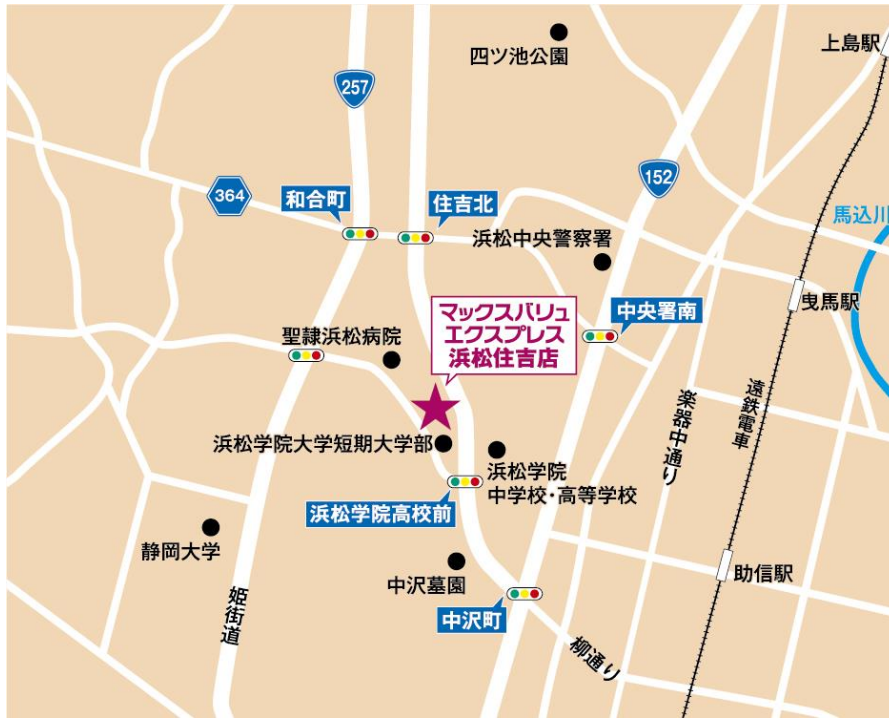 四ツ池公園
上島駅
257
152
364
和合町
住吉北
馬込川
浜松中央警察署
曳馬駅
マックスバリュ
エクスプレス
浜松住吉店
中央署南
聖隷浜松病院
楽器中通り
遠鉄電車
浜松学院大学短期大学部
浜松学院
中学校・高等学校
浜松学院高校前
静岡大学
中沢墓園
助信駅
姫街道
中沢町
柳通り